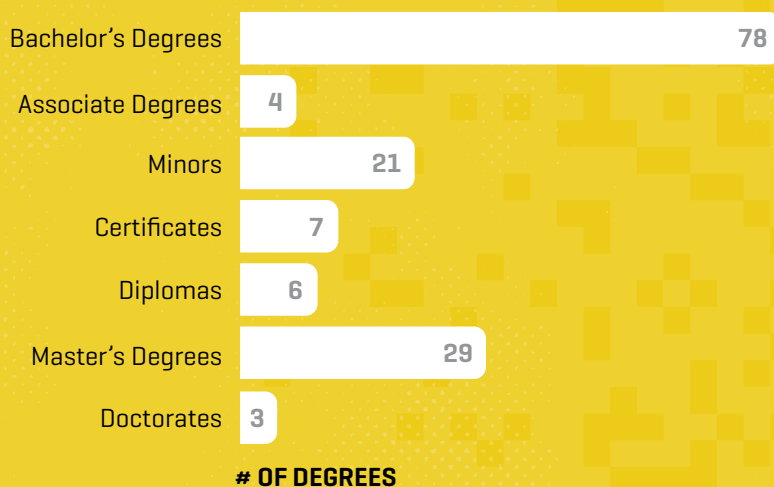 Bachelor’s Degrees 78
Associate Degrees 4
Minors 21
Certificates 7
Diplomas 6
Master’s Degrees 29
Doctorates 3
# OF DEGREES